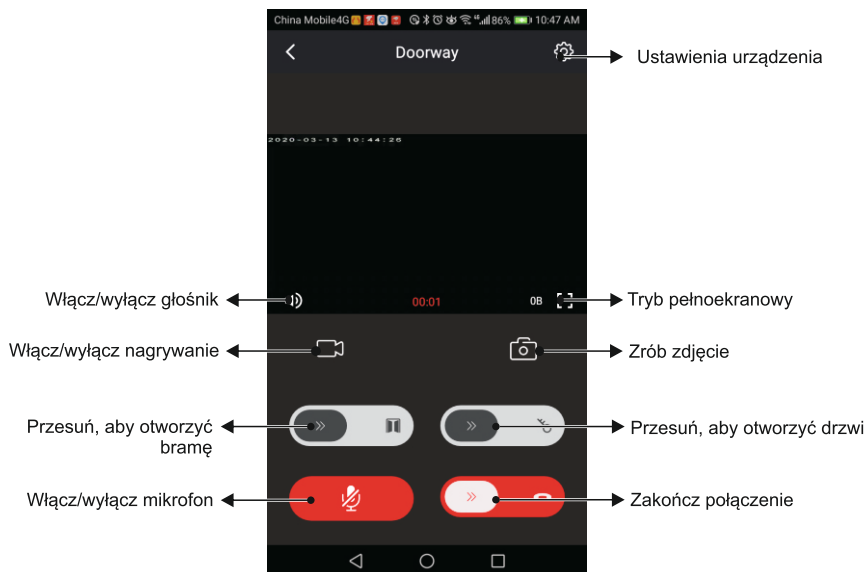 China Mobile4G 86% 10:47 AM
Doorway
Ustawienia urządzenia
2020-03-13 10:44:26
Włącz/wyłącz głośnik
00:01
0B
Tryb pełnoekranowy
Włącz/wyłącz nagrywanie
Zrób zdjęcie
Przesuń, aby otworzyć
bramę
Przesuń, aby otworzyć drzwi
Włącz/wyłącz mikrofon
Zakończ połączenie